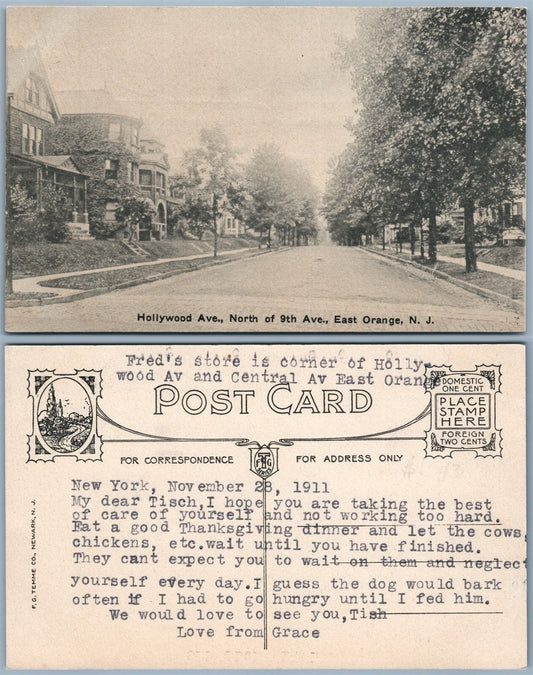 Hollywood Ave., North of 9th Ave., East Orange, N. J.
Fred's store is corner of Holly-
wood Av and Central Av East Orange
POST CARD
DOMESTIC
ONE CENT
PLACE
STAMP
HERE
FOREIGN
TWO CENTS
FOR CORRESPONDENCE
FOR ADDRESS ONLY
F. G. TEMME CO., NEWARK, N. J.
New York, November 28, 1911
My dear Tisch,I hope you are taking the best
of care of yourself and not working too hard.
Eat a good Thanksgiving dinner and let the cows,
chickens, etc.wait until you have finished.
They cant expect you to wait on them and neglect
yourself every day.I guess the dog would bark
often if I had to go hungry until I fed him.
We would love to see you,Tish
Love from Grace